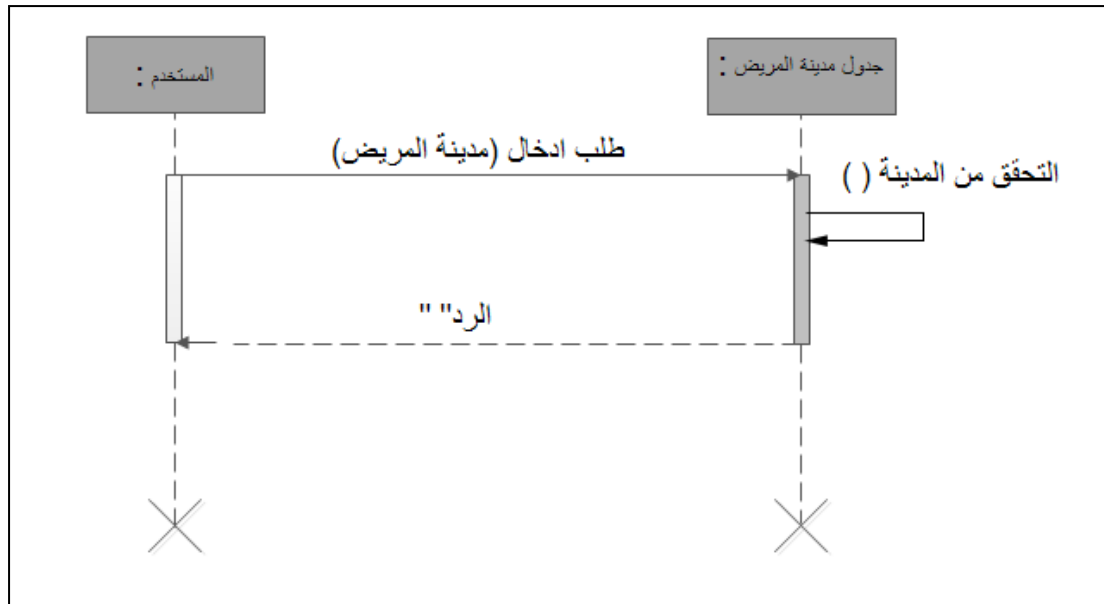 المستخدم :
جدول مدينة المريض :
طلب ادخال (مدينة المريض)
التحقق من المدينة ( )
الرد" "